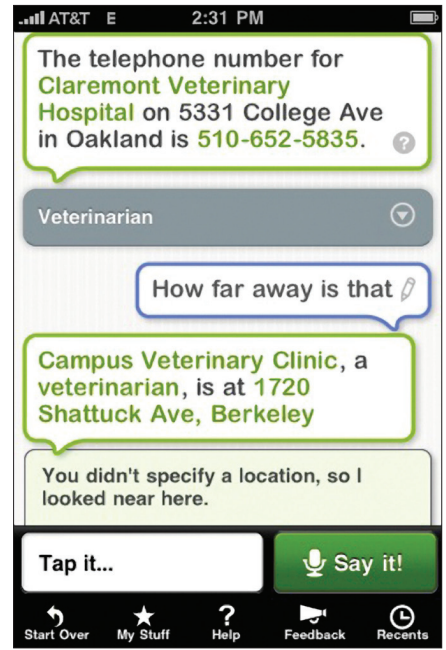 AT&T E 2:31 PM
The telephone number for
Claremont Veterinary
Hospital on 5331 College Ave
in Oakland is 510-652-5835. ?
Veterinarian
How far away is that
Campus Veterinary Clinic, a
veterinarian, is at 1720
Shattuck Ave, Berkeley
You didn't specify a location, so I
looked near here.
Tap it...
Say it!
Start Over My Stuff ? Help Feedback Recents